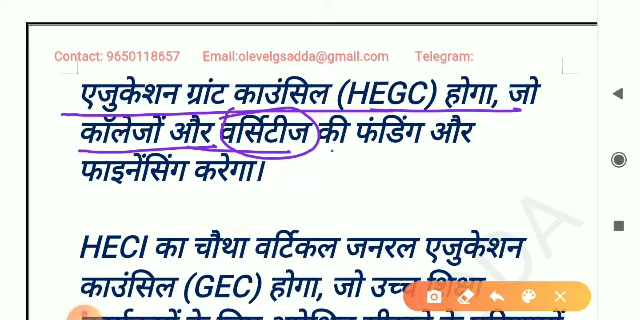 Contact: 9650118657 Email:olevelgsadda@gmail.com Telegram:
एजुकेशन ग्रांट काउंसिल (HEGC) होगा, जो
कॉलेजों और वर्सिटीज की फंडिंग और
फाइनेंसिंग करेगा।
HECI का चौथा वर्टिकल जनरल एजुकेशन
काउंसिल (GEC) होगा, जो उच्च शिक्षा